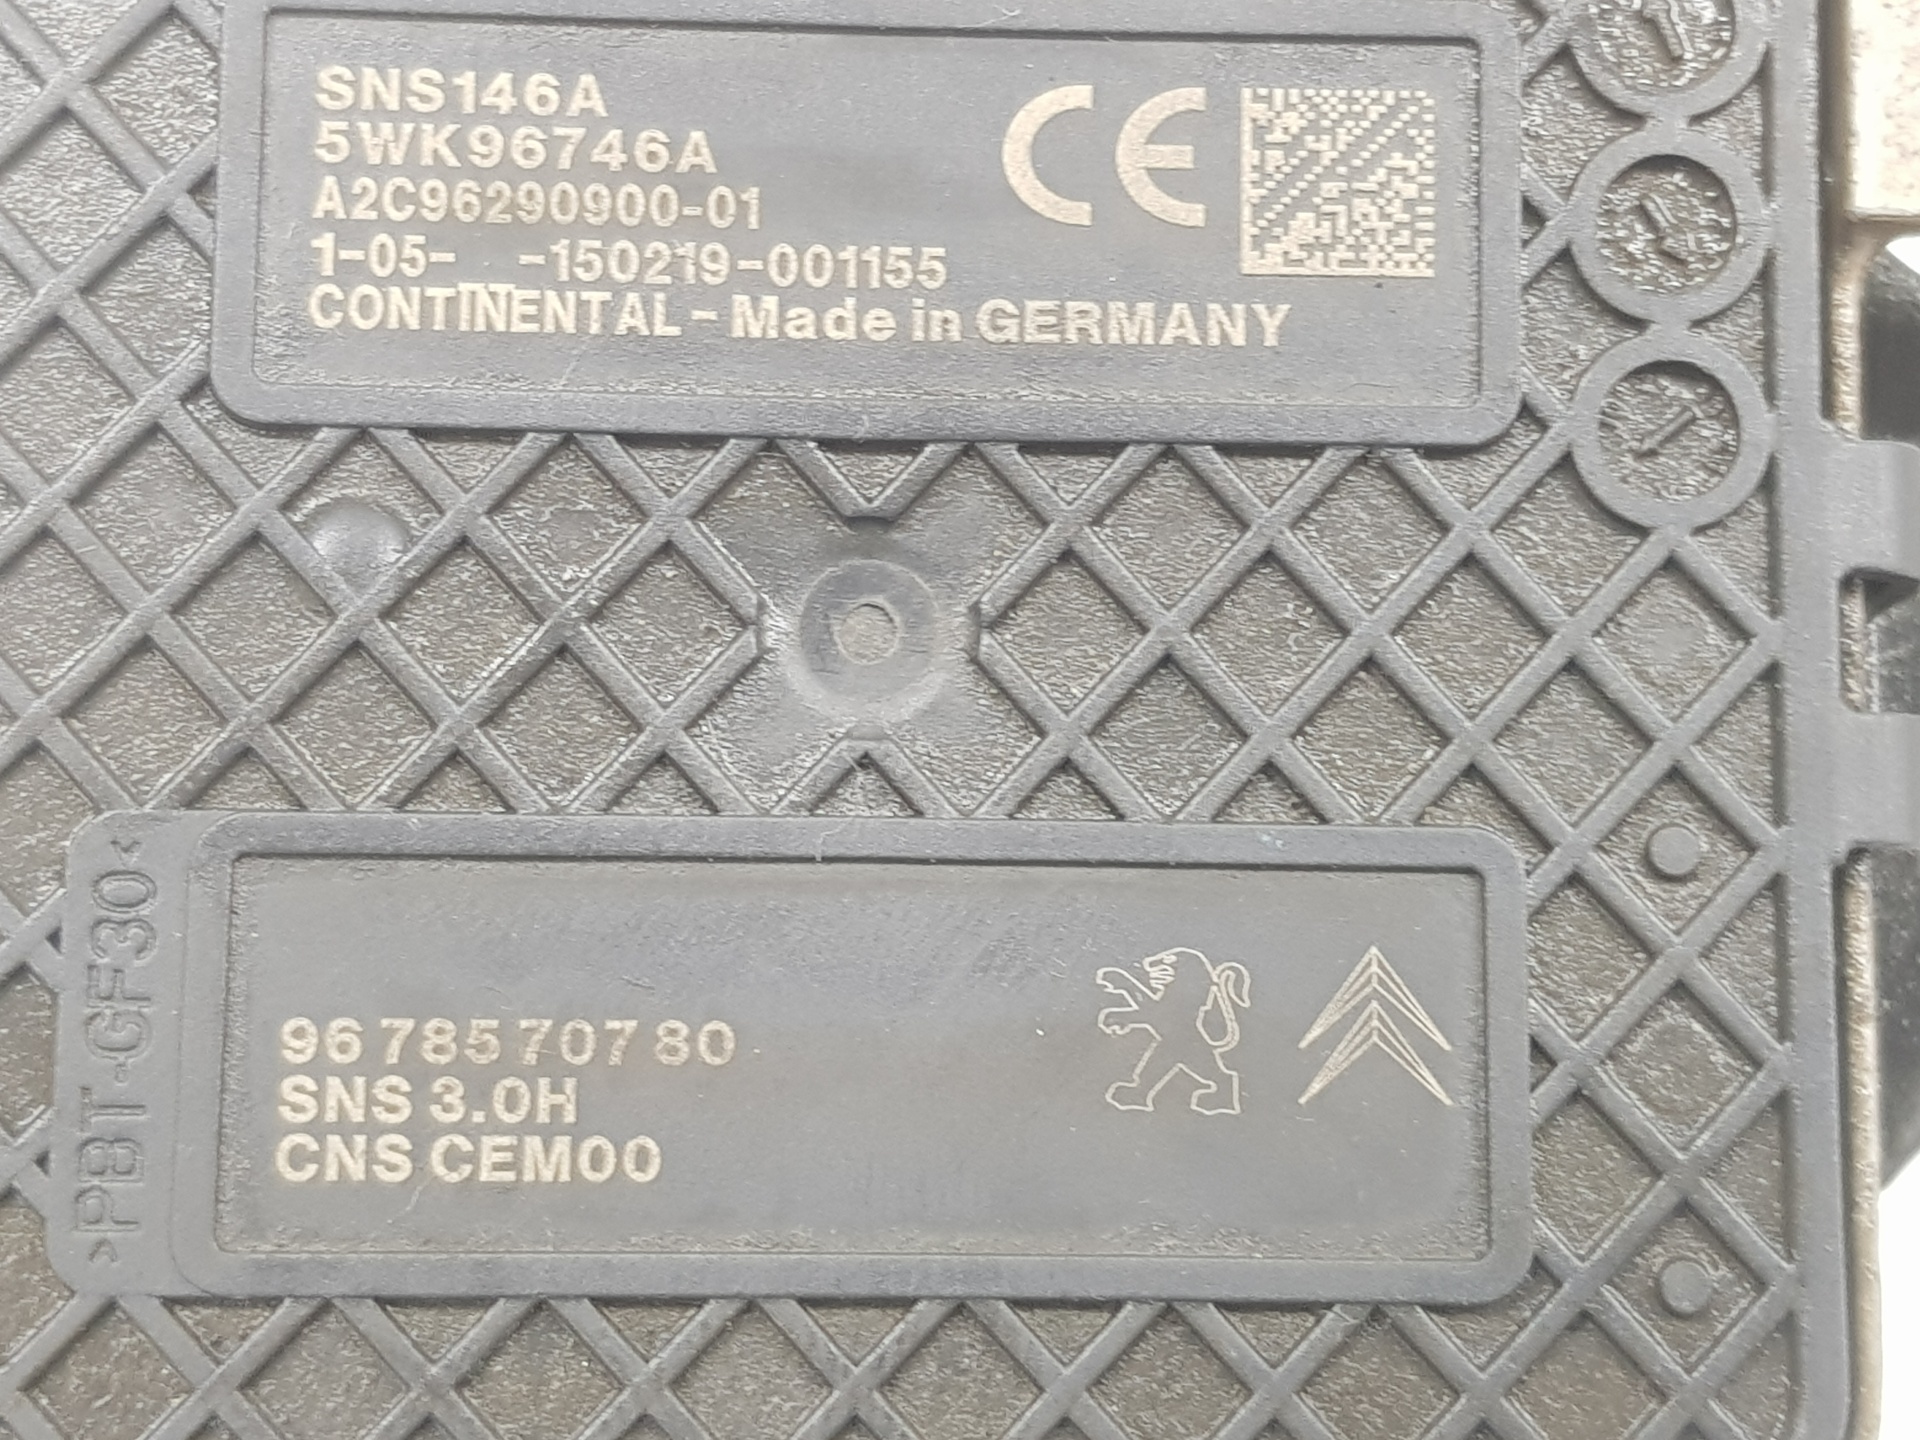 SNS146A
5WK96746A
A2C96290900-01
1-05- -150219-001155
CONTINENTAL - Made in GERMANY
CE
>PBT-GF30<
96 785 707 80
SNS 3.0H
CNS CEM00